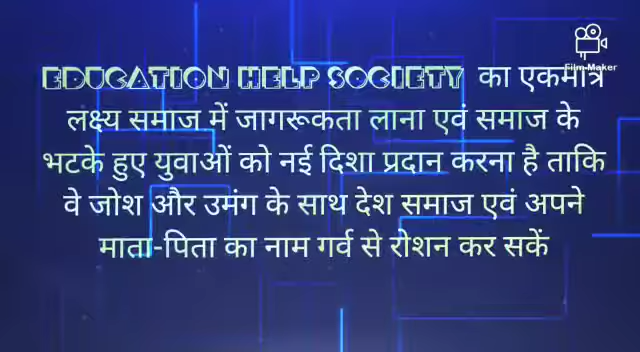 Film Maker
EDUCATION HELP SOCIETY का एकमात्र
लक्ष्य समाज में जागरूकता लाना एवं समाज के
भटके हुए युवाओं को नई दिशा प्रदान करना है ताकि
वे जोश और उमंग के साथ देश समाज एवं अपने
माता-पिता का नाम गर्व से रोशन कर सकें